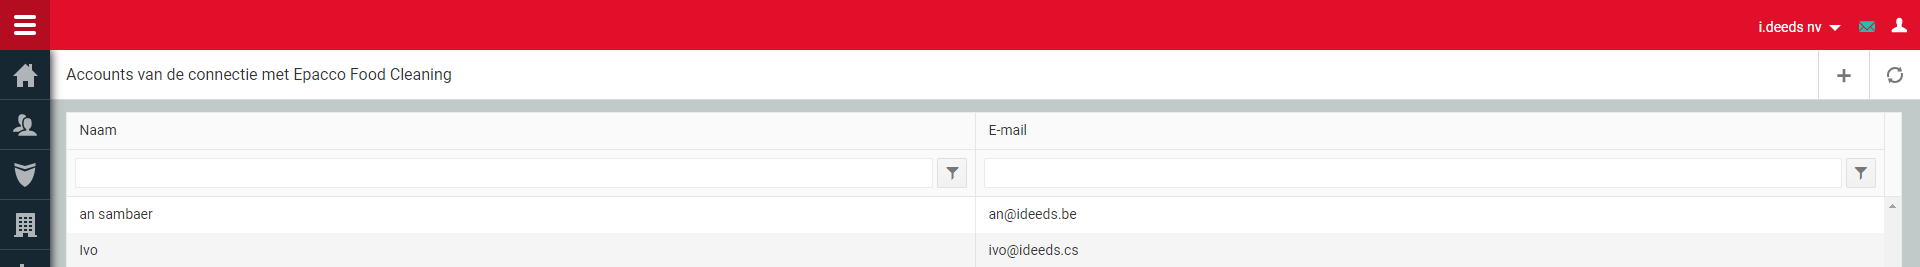 i.deeds nv
Accounts van de connectie met Epacco Food Cleaning
Naam E-mail
an sambaer an@ideeds.be
Ivo ivo@ideeds.cs